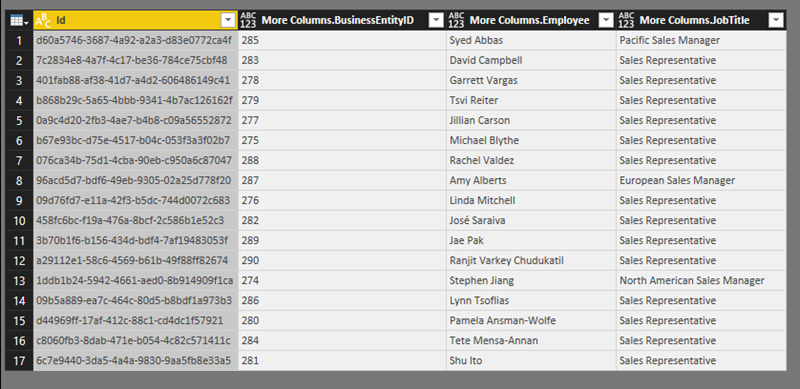 ABC Id ABC 123 More Columns.BusinessEntityID ABC 123 More Columns.Employee ABC 123 More Columns.JobTitle
1 d60a5746-3687-4a92-a2a3-d83e0772ca4f 285 Syed Abbas Pacific Sales Manager
2 7c2834e8-4a7f-4c17-be36-784ce75cbf48 283 David Campbell Sales Representative
3 401fab88-af38-41d7-a4d2-606486149c41 278 Garrett Vargas Sales Representative
4 b868b29c-5a65-4bbb-9341-4b7ac126162f 279 Tsvi Reiter Sales Representative
5 0a9c4d20-2fb3-4ae7-b4b8-c09a56552872 277 Jillian Carson Sales Representative
6 b67e93bc-d75e-4517-b04c-053f3a3f02b7 275 Michael Blythe Sales Representative
7 076ca34b-75d1-4cba-90eb-c950a6c87047 288 Rachel Valdez Sales Representative
8 96acd5d7-bdf6-49eb-9305-02a25d778f20 287 Amy Alberts European Sales Manager
9 09d76fd7-e11a-42f3-b5dc-744d0072c683 276 Linda Mitchell Sales Representative
10 458fc6bc-f19a-476a-8bcf-2c586b1e52c3 282 José Saraiva Sales Representative
11 3b70b1f6-b156-434d-bdf4-7af19483053f 289 Jae Pak Sales Representative
12 a29112e1-58c6-4569-b61b-49f88ff82674 290 Ranjit Varkey Chudukatil Sales Representative
13 1ddb1b24-5942-4661-aed0-8b914909f1ca 274 Stephen Jiang North American Sales Manager
14 09b5a889-ea7c-464c-80d5-b8bdf1a973b3 286 Lynn Tsoflias Sales Representative
15 d44969ff-17af-412c-88c1-cd4dc1f57921 280 Pamela Ansman-Wolfe Sales Representative
16 c8060fb3-8dab-471e-b054-4c82c571411c 284 Tete Mensa-Annan Sales Representative
17 6c7e9440-3da5-4a4a-9830-9aa5fb8e33a5 281 Shu Ito Sales Representative